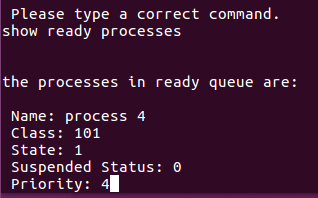 Please type a correct command.
show ready processes
the processes in ready queue are:
Name: process 4
Class: 101
State: 1
Suspended Status: 0
Priority: 4